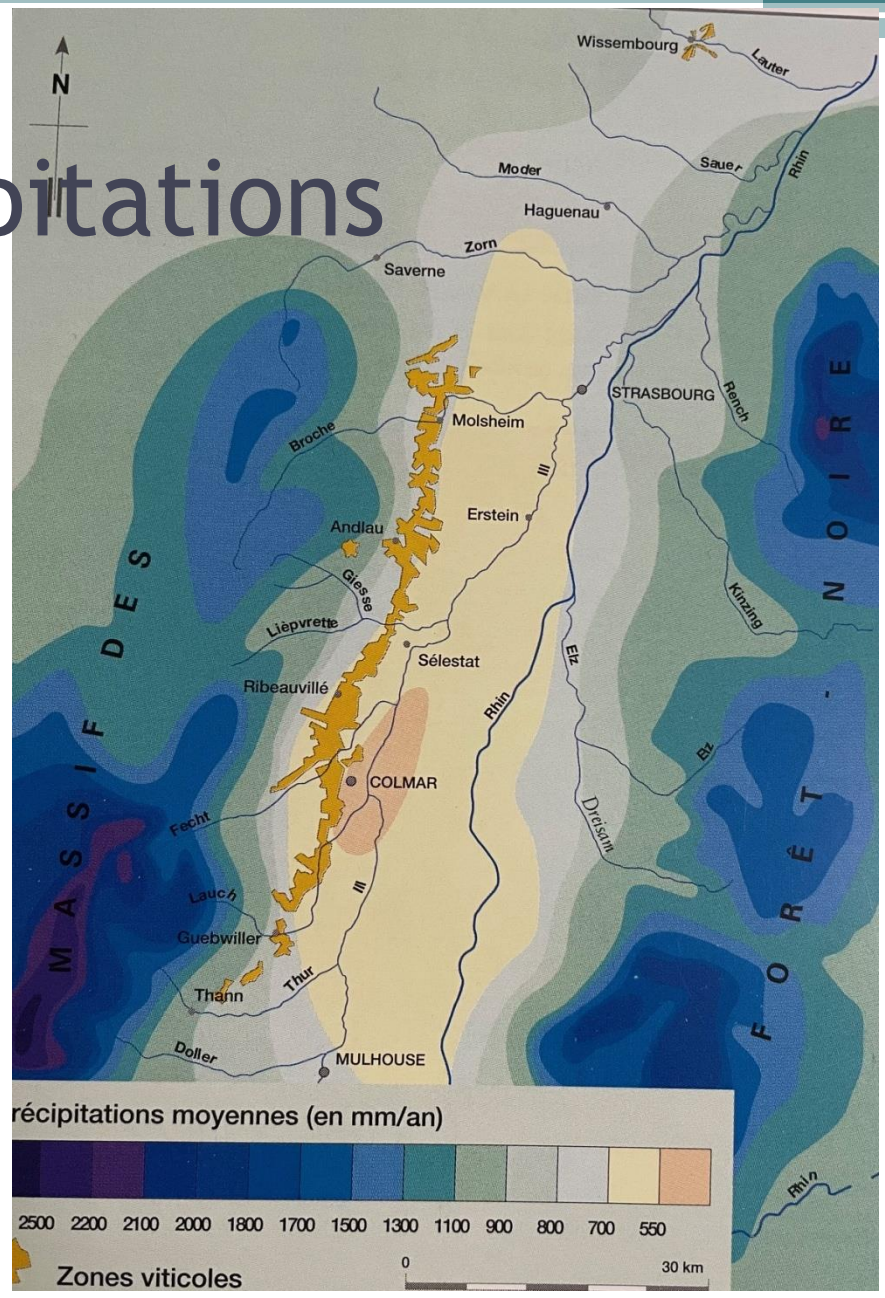 N
pitations
Wissembourg
Lauter
Rhin
Sauer
Moder
Haguenau
Zorn
Saverne
STRASBOURG
Rench
Molsheim
Broche
Ill
Erstein
Andlau
Giesse
Kinzing
Lièpvrette
Sélestat
Elz
Ribeauvillé
Rhin
Bz
COLMAR
Dreisam
Fecht
Ill
Lauch
Guebwiller
Thur
Thann
Doller
MULHOUSE
MASSIF DES
FORÊT - NOIRE
récipitations moyennes (en mm/an)
2500 2200 2100 2000 1800 1700 1500 1300 1100 900 800 700 550
Rhin
Zones viticoles
0 30 km